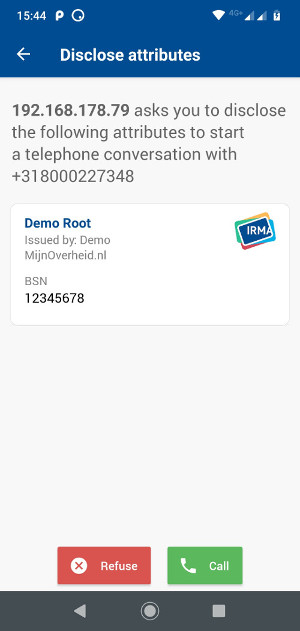 15:44 4G+
Disclose attributes
192.168.178.79 asks you to disclose
the following attributes to start
a telephone conversation with
+318000227348
Demo Root
IRMA
Issued by: Demo
MijnOverheid.nl
BSN
12345678
Refuse Call